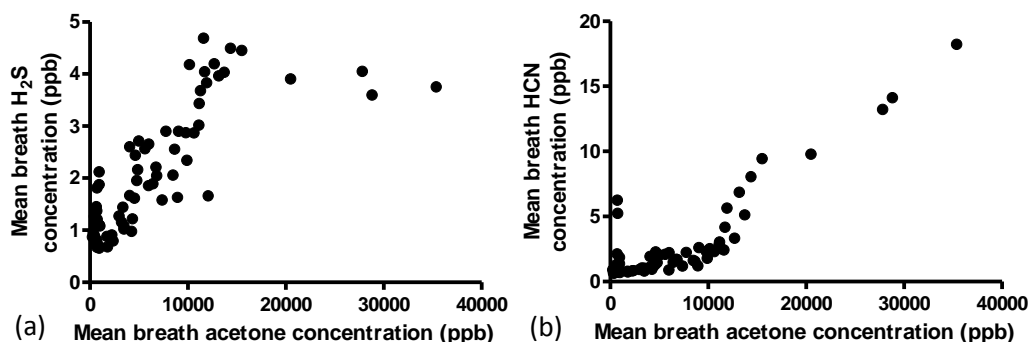 Mean breath H₂S
concentration (ppb)
5
4
3
2
1
0
0 10000 20000 30000 40000
(a) Mean breath acetone concentration (ppb)
Mean breath HCN
concentration (ppb)
20
15
10
5
0
0 10000 20000 30000 40000
(b) Mean breath acetone concentration (ppb)